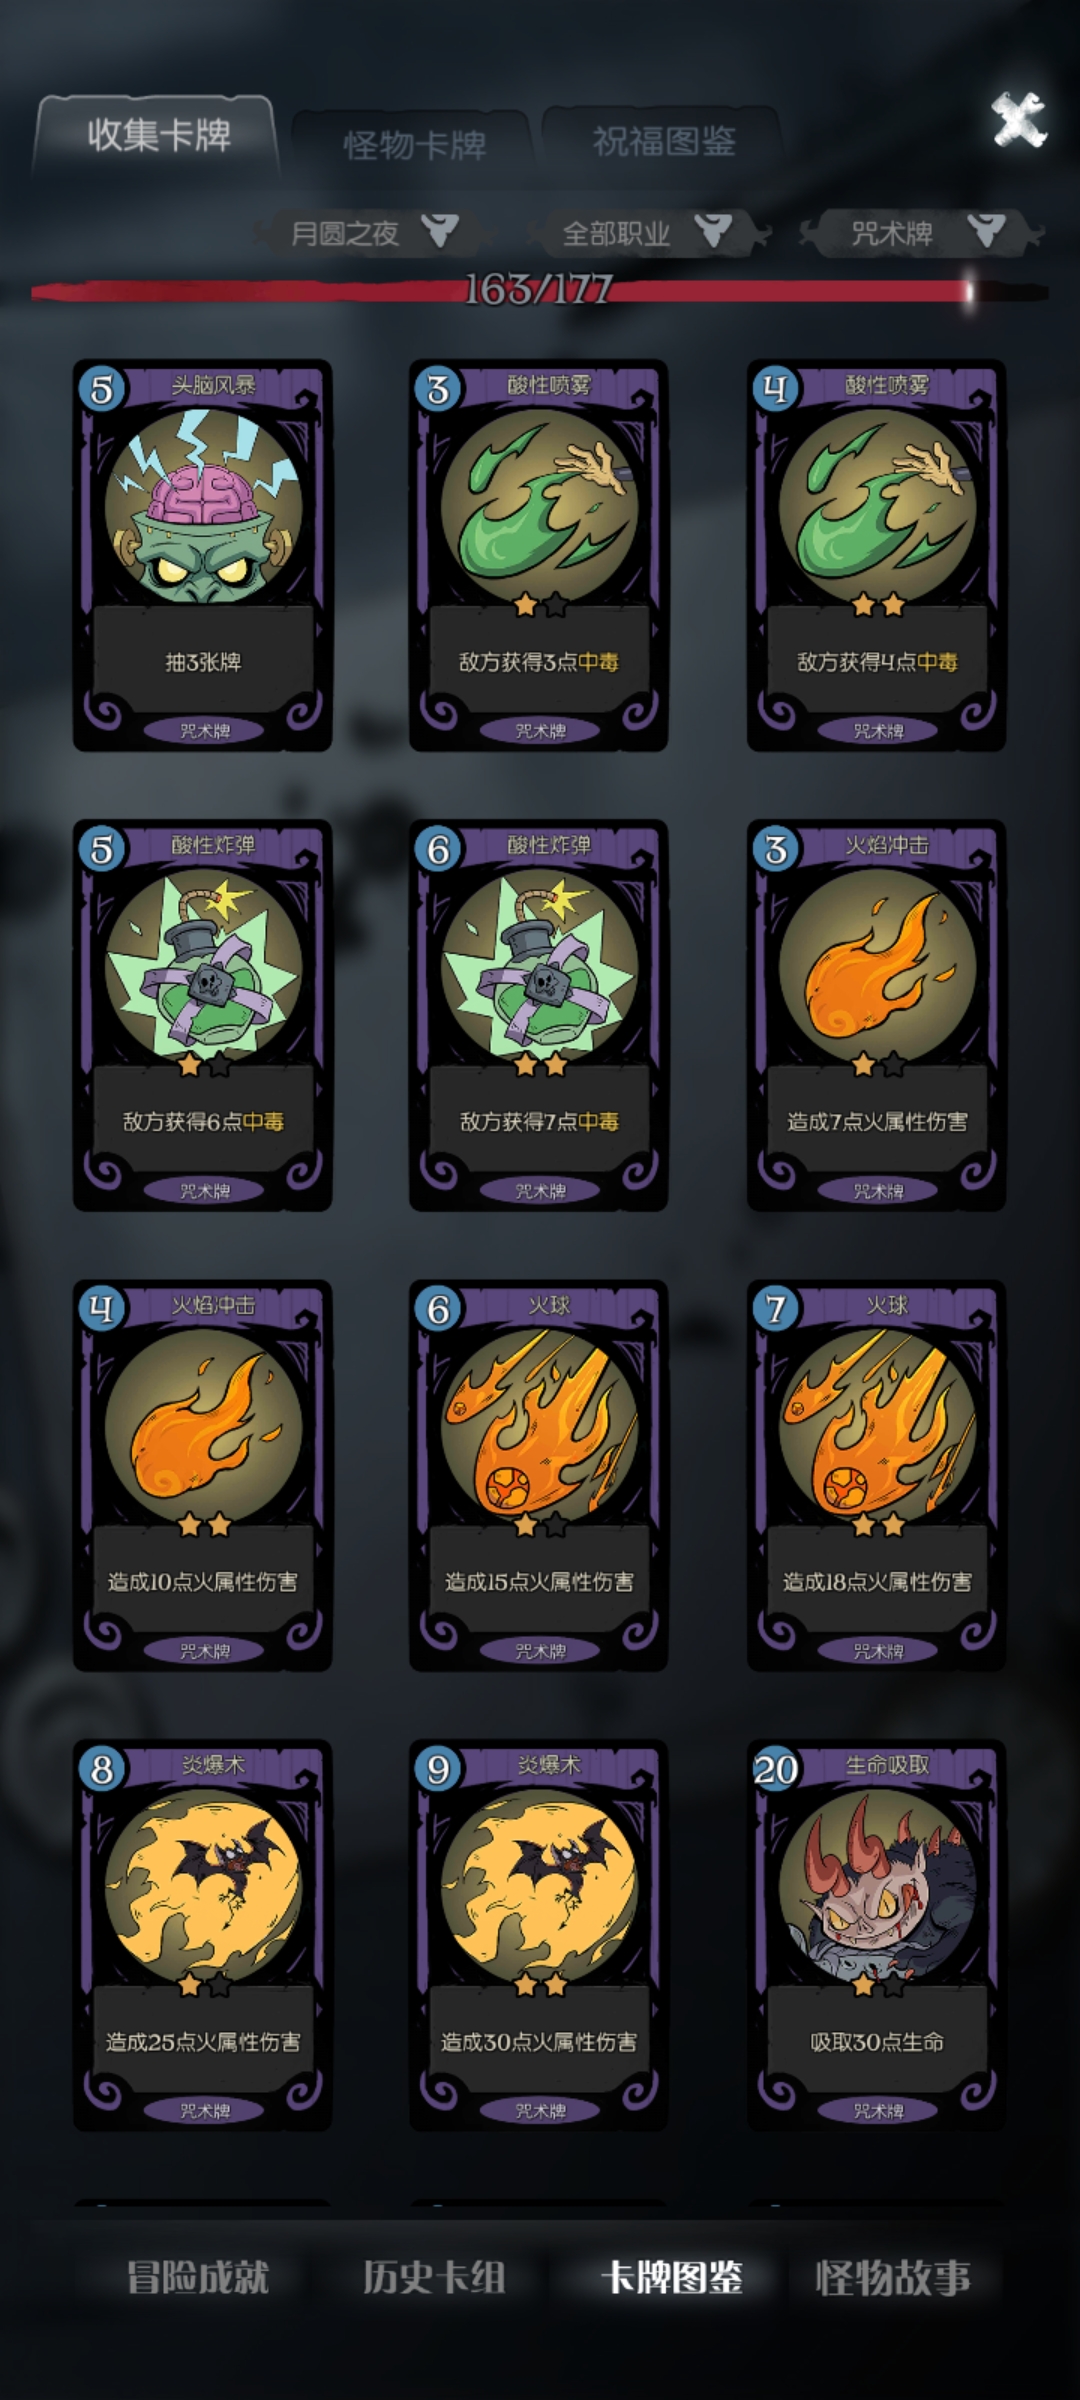 收集卡牌
怪物卡牌
祝福图鉴
月圆之夜
全部职业
咒术牌
163/177
5
头脑风暴
抽3张牌
咒术牌
3
酸性喷雾
敌方获得3点中毒
咒术牌
4
酸性喷雾
敌方获得4点中毒
咒术牌
5
酸性炸弹
敌方获得6点中毒
咒术牌
6
酸性炸弹
敌方获得7点中毒
咒术牌
3
火焰冲击
造成7点火属性伤害
咒术牌
4
火焰冲击
造成10点火属性伤害
咒术牌
6
火球
造成15点火属性伤害
咒术牌
7
火球
造成18点火属性伤害
咒术牌
8
炎爆术
造成25点火属性伤害
咒术牌
9
炎爆术
造成30点火属性伤害
咒术牌
20
生命吸取
吸取30点生命
咒术牌
冒险成就
历史卡组
卡牌图鉴
怪物故事